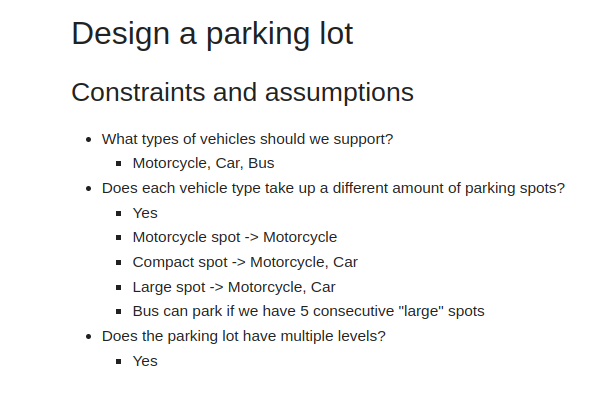 Design a parking lot
Constraints and assumptions
What types of vehicles should we support?
Motorcycle, Car, Bus
Does each vehicle type take up a different amount of parking spots?
Yes
Motorcycle spot -> Motorcycle
Compact spot -> Motorcycle, Car
Large spot -> Motorcycle, Car
Bus can park if we have 5 consecutive "large" spots
Does the parking lot have multiple levels?
Yes